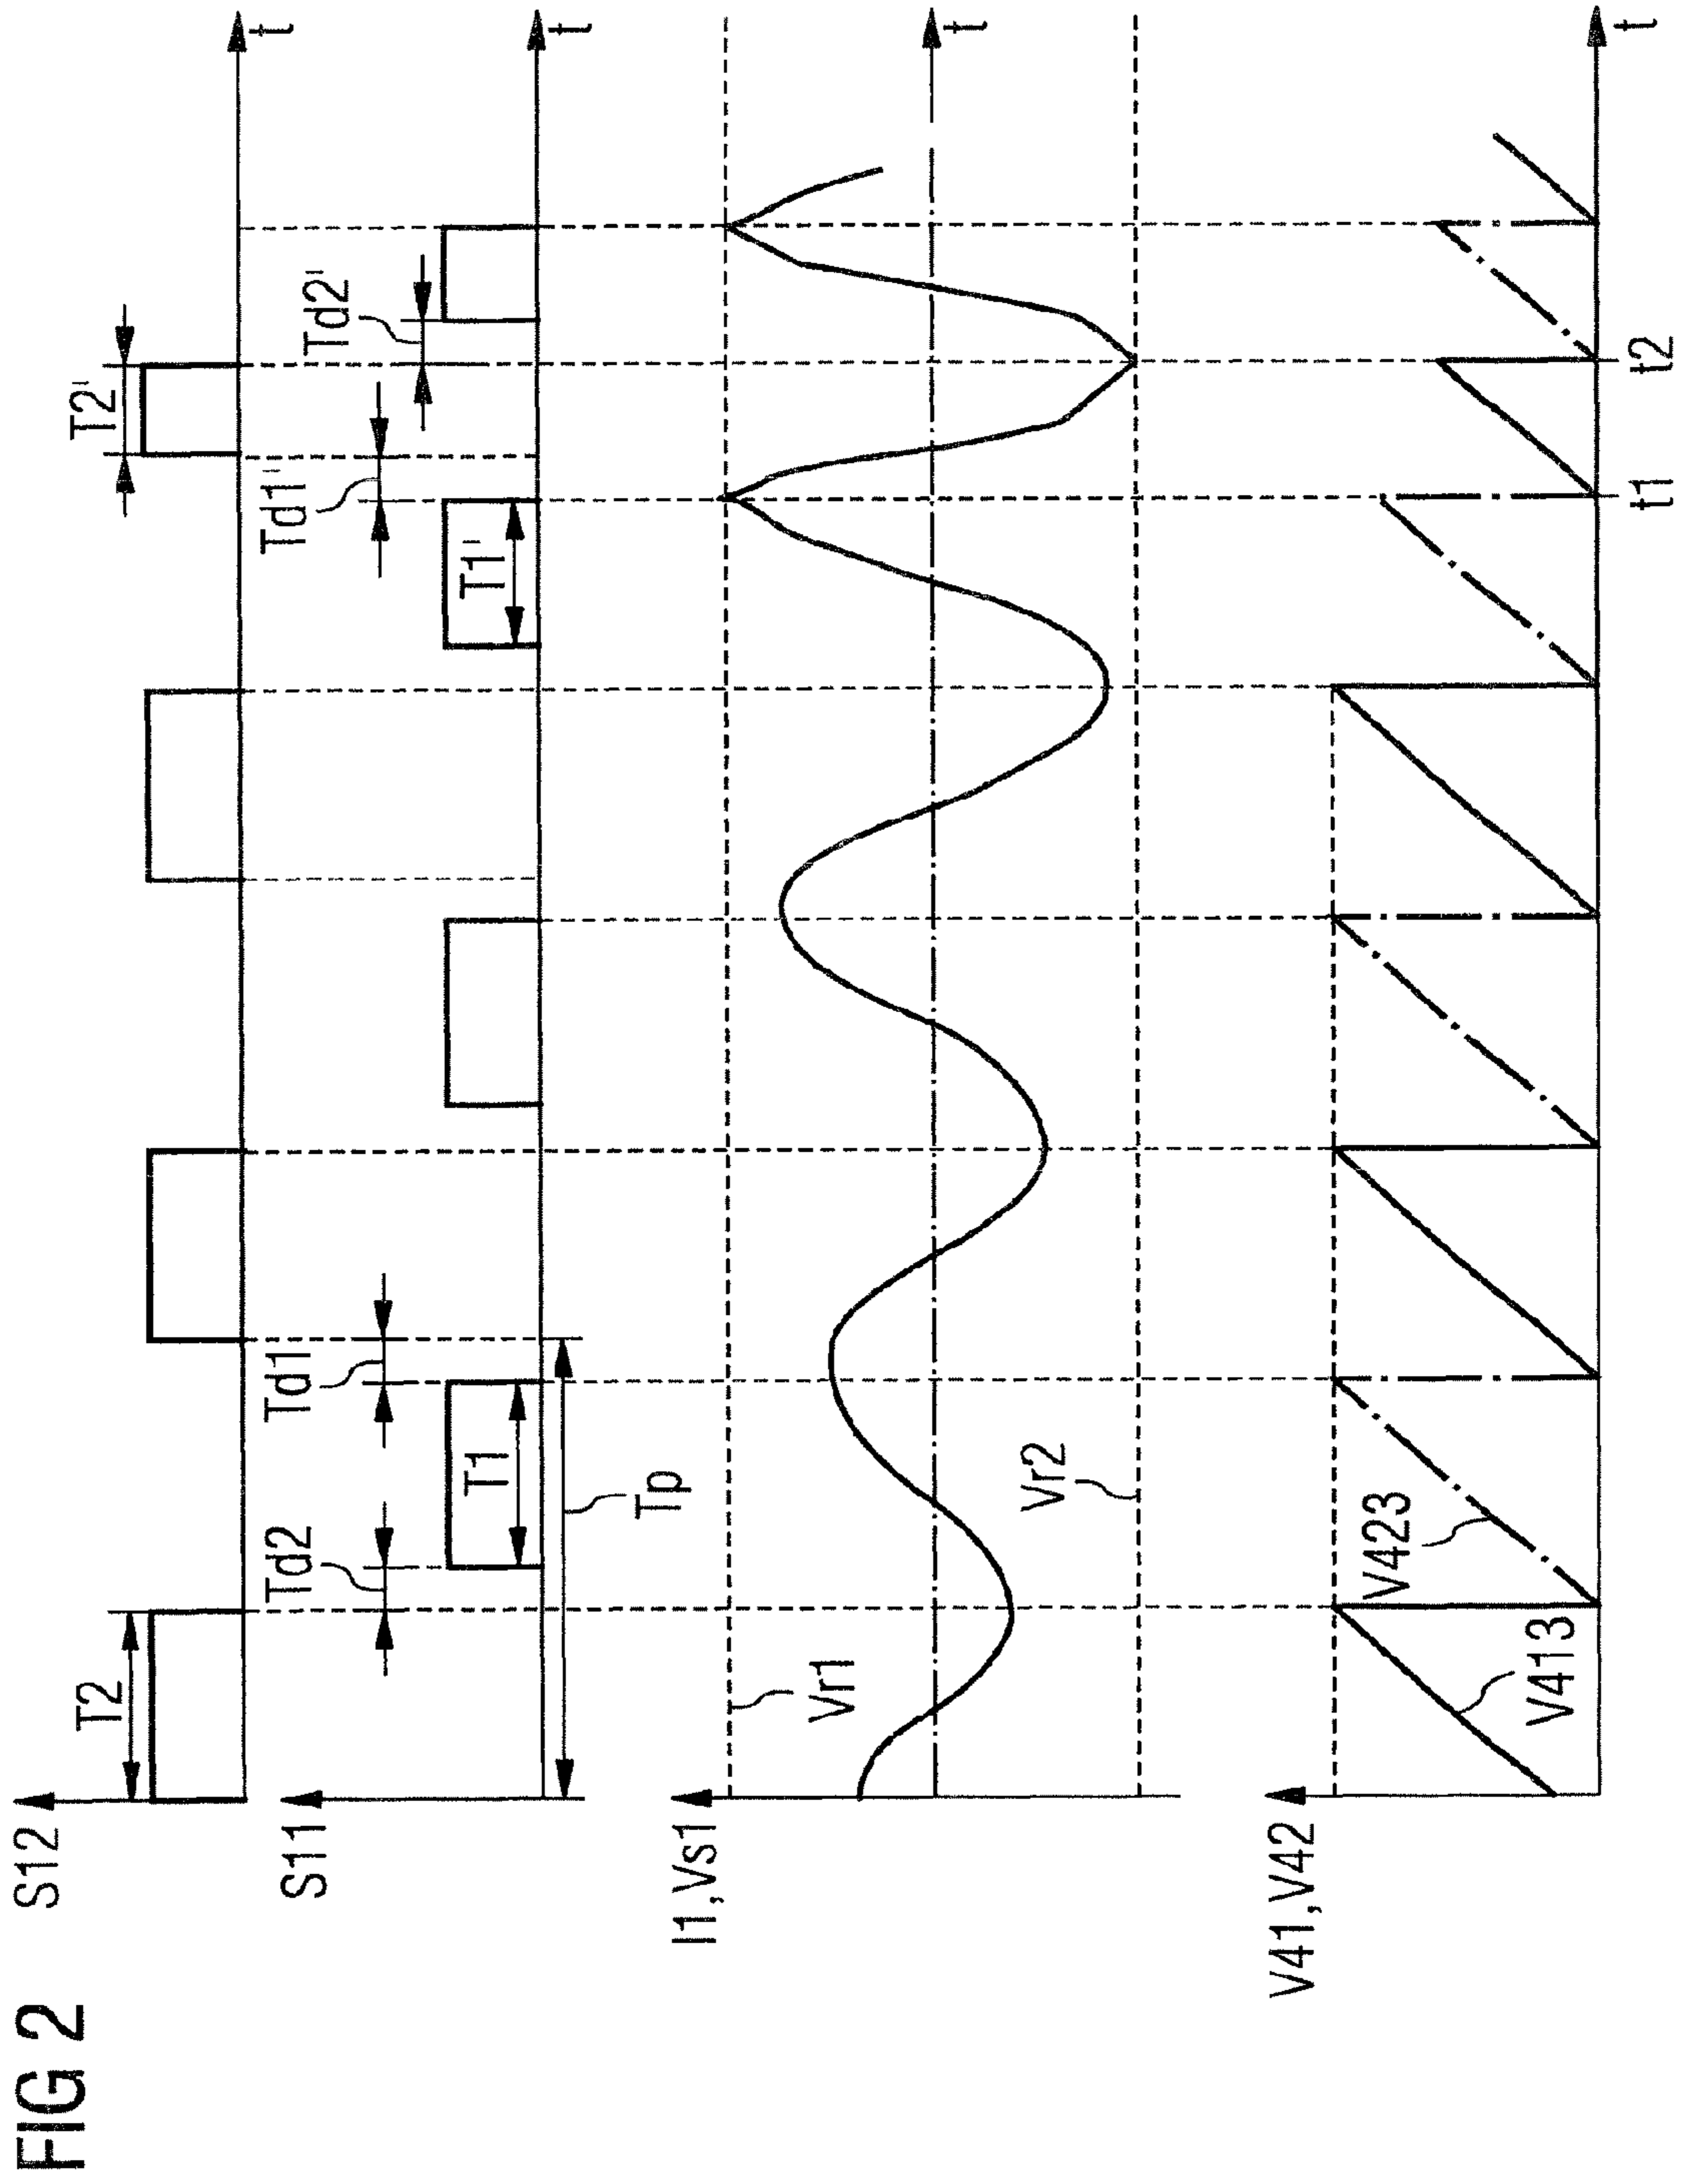 FIG 2
S12
T2
T2'
t
S11
Td2
Td1
Td1'
Td2'
T1
T1'
Tp
t
I1,Vs1
Vr1
Vr2
t
V41,V42
V413
V423
t1
t2
t